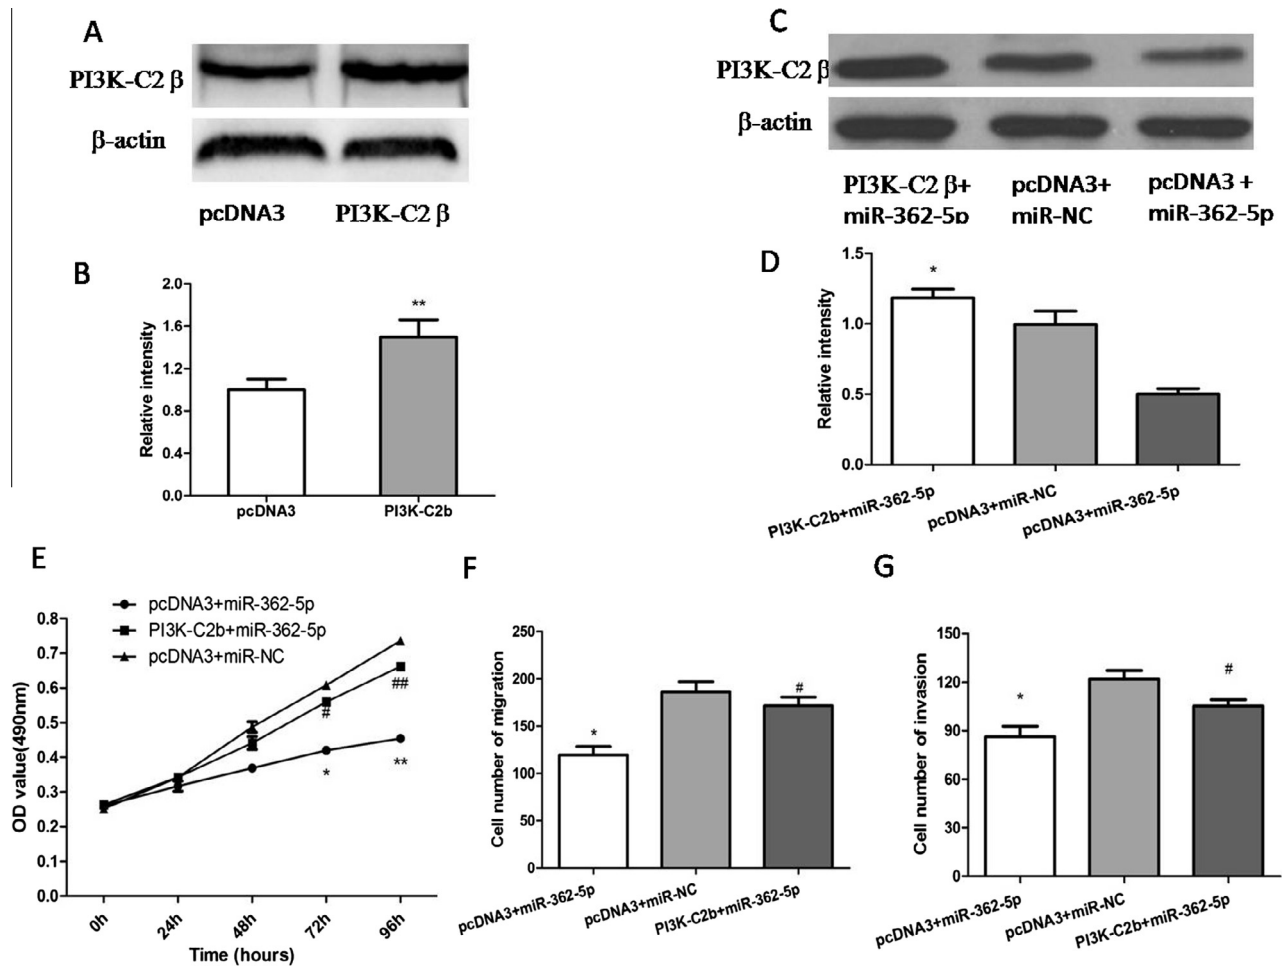 A
PI3K-C2 β
β-actin
pcDNA3 PI3K-C2 β
B
Relative intensity
2.0
1.6
1.2
0.8
0.4
0.0
**
pcDNA3 PI3K-C2b
C
PI3K-C2 β
β-actin
PI3K-C2 β+ pcDNA3+ pcDNA3 +
miR-362-5p miR-NC miR-362-5p
D
Relative intensity
1.5
1.0
0.5
0.0
*
PI3K-C2b+miR-362-5p
pcDNA3+miR-NC
pcDNA3+miR-362-5p
E
pcDNA3+miR-362-5p
PI3K-C2b+miR-362-5p
pcDNA3+miR-NC
OD value(490nm)
0.8
0.7
0.6
0.5
0.4
0.3
0.2
0.1
0.0
##
#
*
**
0h 24h 48h 72h 96h
Time (hours)
F
Cell number of migration
250
200
150
100
50
0
*
#
pcDNA3+miR-362-5p
pcDNA3+miR-NC
PI3K-C2b+miR-362-5p
G
Cell number of invasion
150
120
90
60
30
0
*
#
pcDNA3+miR-362-5p
pcDNA3+miR-NC
PI3K-C2b+miR-362-5p